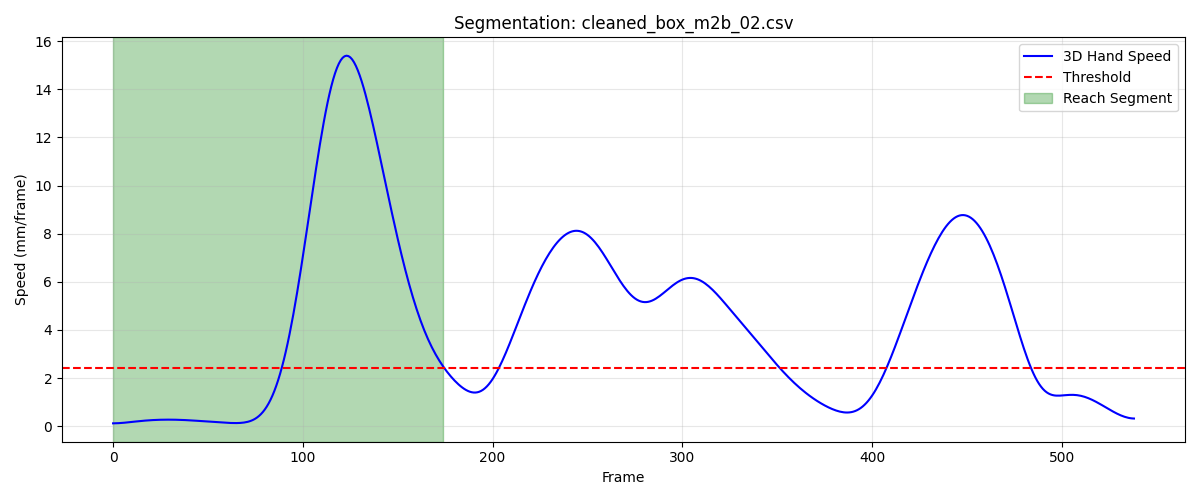 Segmentation: cleaned_box_m2b_02.csv
3D Hand Speed
Threshold
Reach Segment
Speed (mm/frame)
16
14
12
10
8
6
4
2
0
0 100 200 300 400 500
Frame